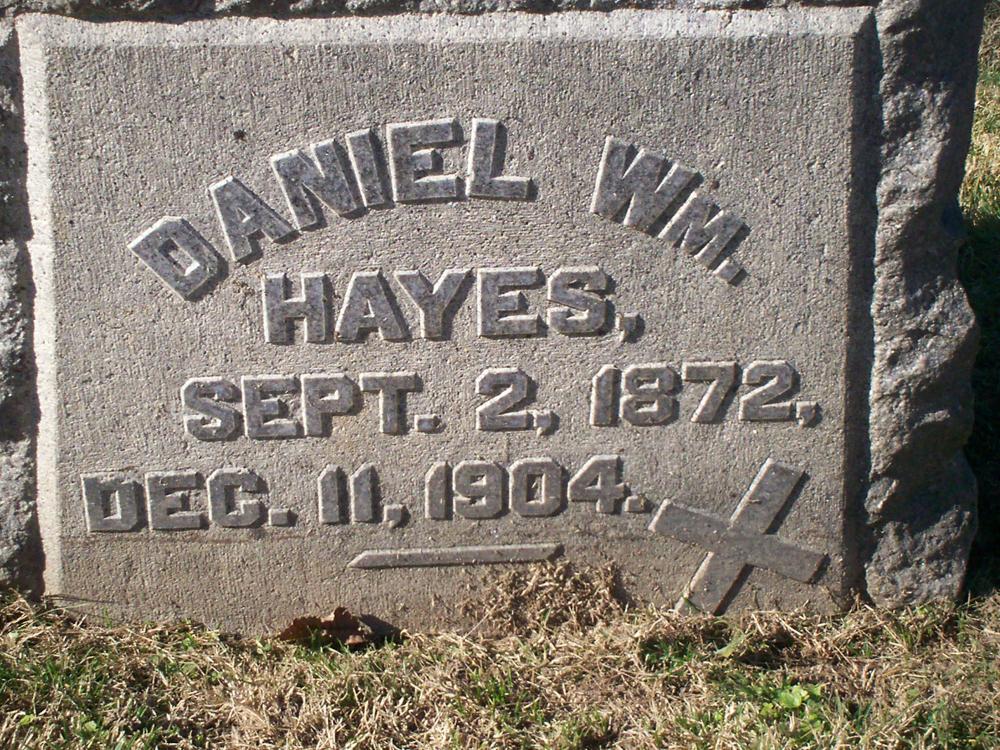 DANIEL WM.
HAYES,
SEPT. 2, 1872,
DEC. 11, 1904.